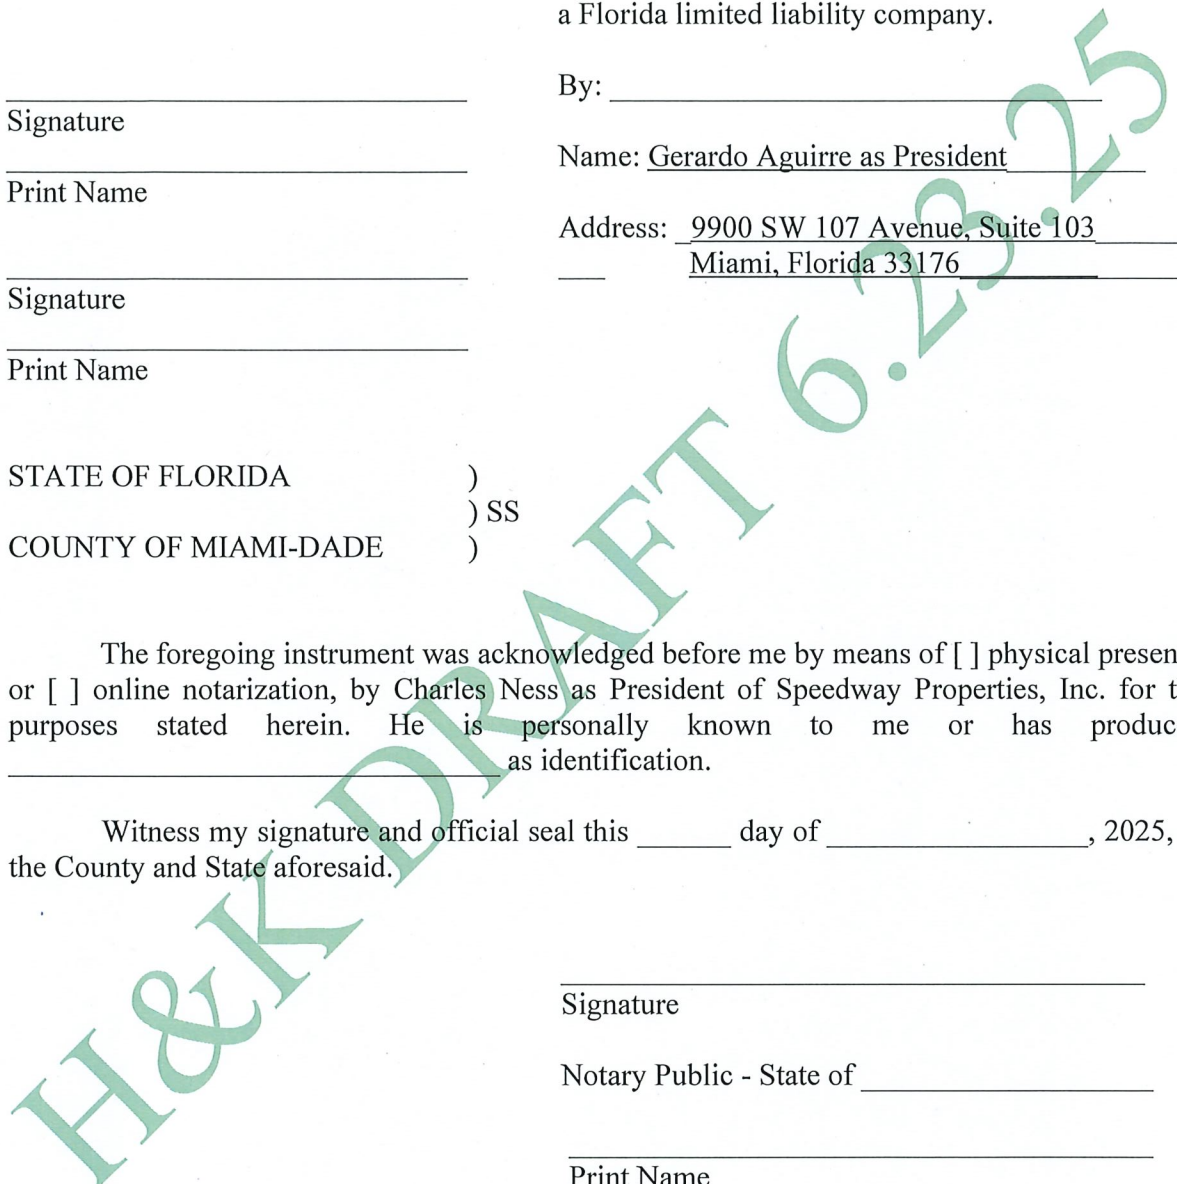 a Florida limited liability company.
By:
Signature
Name: Gerardo Aguirre as President
Print Name
Address: 9900 SW 107 Avenue, Suite 103
Miami, Florida 33176
Signature
Print Name
STATE OF FLORIDA )
) SS
COUNTY OF MIAMI-DADE )
The foregoing instrument was acknowledged before me by means of [ ] physical presen
or [ ] online notarization, by Charles Ness as President of Speedway Properties, Inc. for t
purposes stated herein. He is personally known to me or has produc
as identification.
Witness my signature and official seal this ______ day of ______, 2025,
the County and State aforesaid.
Signature
Notary Public - State of
Print Name
H&K DRAFT 6.23.25